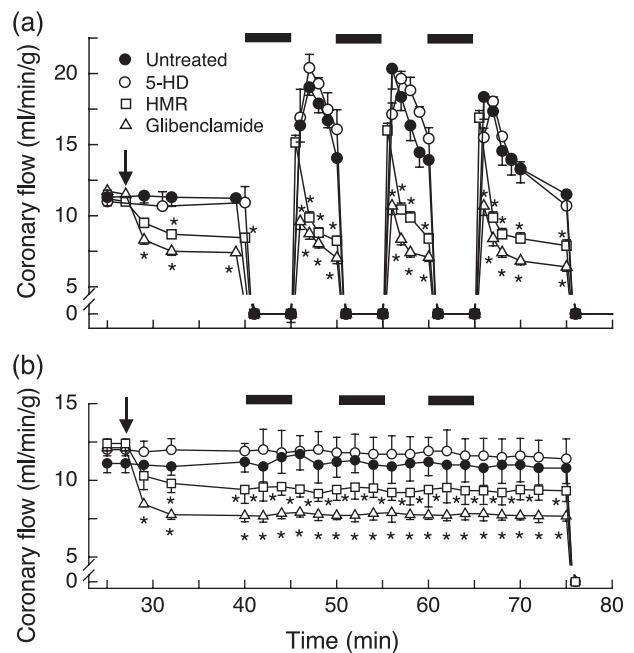 (a)
Coronary flow (ml/min/g)
20
15
10
5
0
Untreated
5-HD
HMR
Glibenclamide
* * * * * * * * * * * * * * * * * * * * * * * * * * * *
(b)
Coronary flow (ml/min/g)
15
10
5
0
* * * * * * * * * * * * * * * * * * * * * * * * * * * * * *
30 40 50 60 70 80
Time (min)